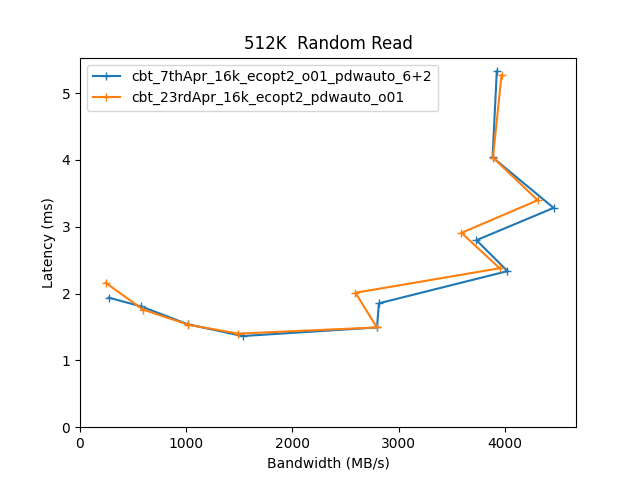 512K  Random Read
cbt_7thApr_16k_ecopt2_o01_pdwauto_6+2
cbt_23rdApr_16k_ecopt2_pdwauto_o01
Latency (ms)
5
4
3
2
1
0
0 1000 2000 3000 4000
Bandwidth (MB/s)